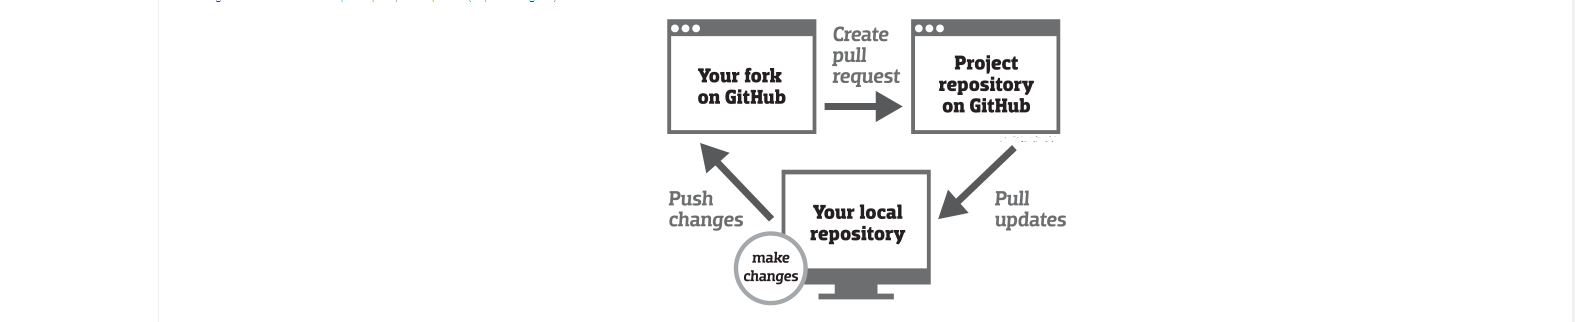 Create
pull
request
Your fork
on GitHub
Project
repository
on GitHub
Push
changes
Your local
repository
Pull
updates
make
changes